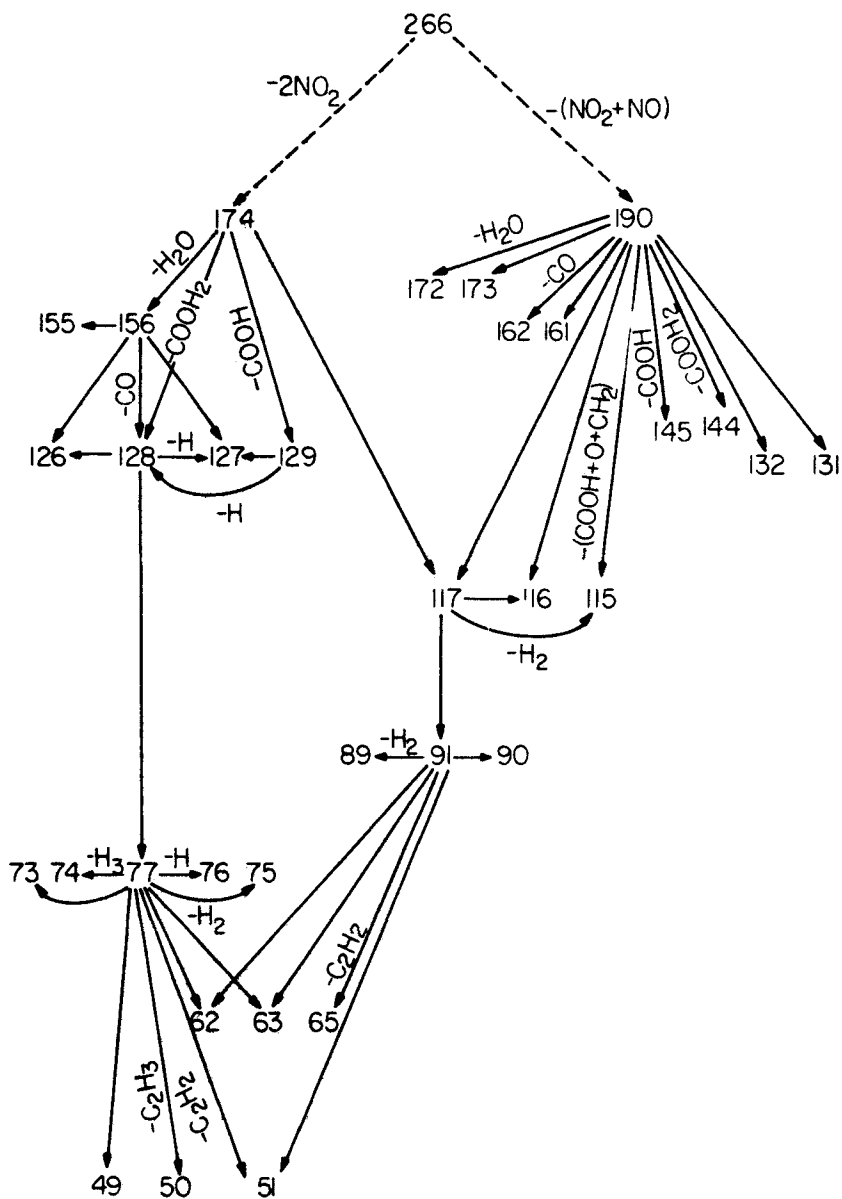 266
-2NO2
-(NO2+NO)
174
190
-H2O
-H2O
172 173
-CO
-COOH2
-COOH
155 156
162 161
-CO
-COOH
-COOH2
145 144
126 128 -H 127 129
132 131
-H
-(COOH+O+CH2)
117 116 115
-H2
89 -H2 91 90
73 74 -H3 77 -H 76 75
-H2
-C2H2
62 63 65
-C2H3
-C2H2
49 50 51